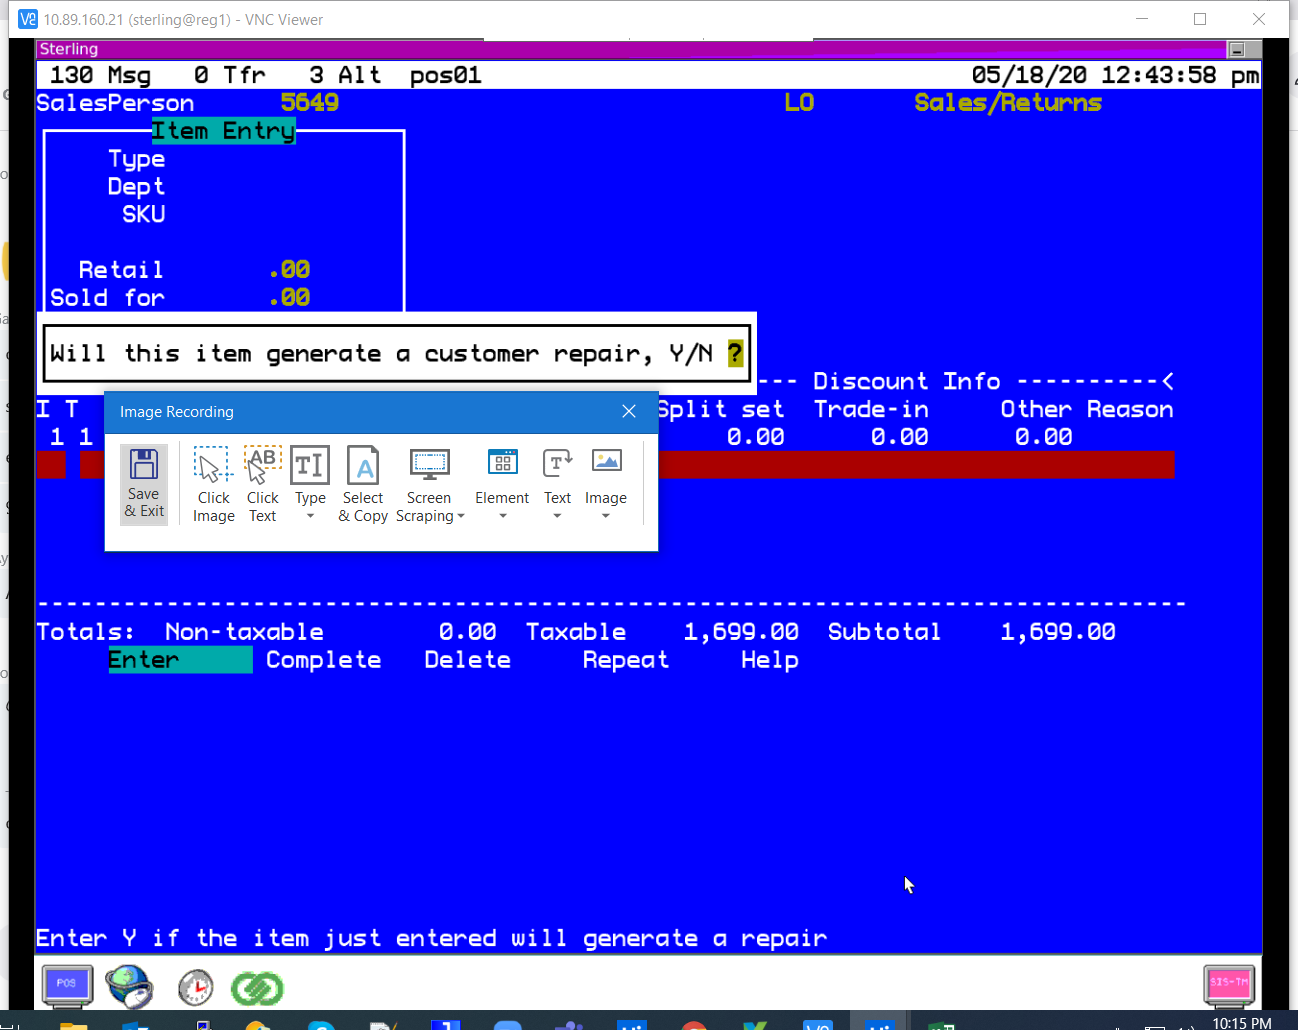 10.89.160.21 (sterling@reg1) - VNC Viewer
Sterling
130 Msg 0 Tfr 3 Alt pos01 05/18/20 12:43:58 pm
SalesPerson 5649 LO Sales/Returns
Item Entry
Type
Dept
SKU
Retail .00
Sold for .00
Will this item generate a customer repair, Y/N ?
--- Discount Info ----------<
I T Split set Trade-in Other Reason
1 1 0.00 0.00 0.00
Image Recording
Save & Exit
Click Image
Click Text
Type
Select & Copy
Screen Scraping
Element
Text
Image
Totals: Non-taxable 0.00 Taxable 1,699.00 Subtotal 1,699.00
Enter Complete Delete Repeat Help
Enter Y if the item just entered will generate a repair
POS
SIS-TM
10:15 PM